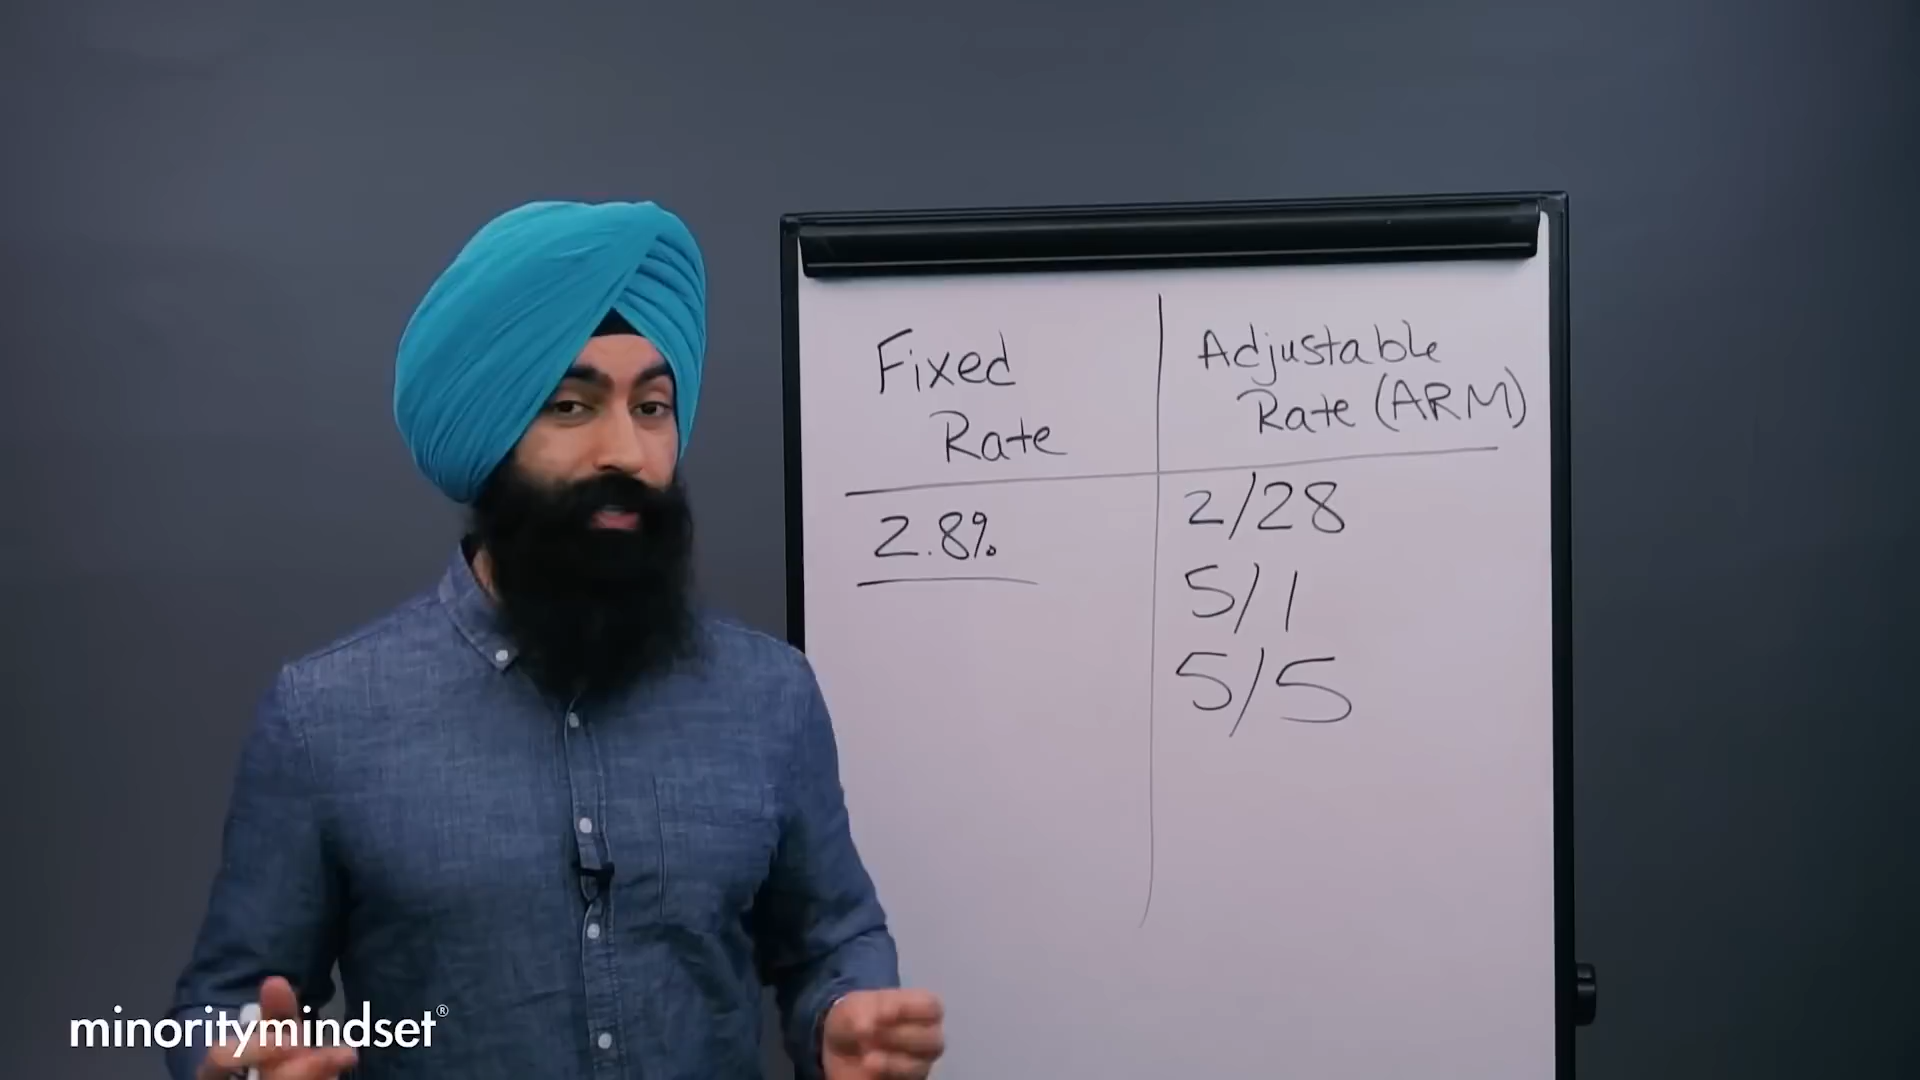 Fixed
Rate
Adjustable
Rate (ARM)
2.8%
2/28
5/1
5/5
minoritymindset®